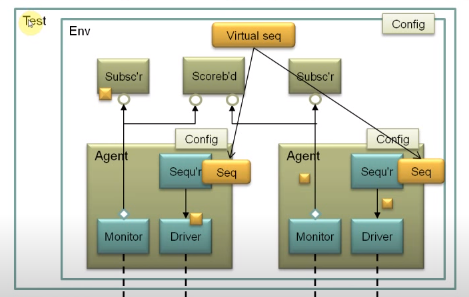 Test
Config
Env
Virtual seq
Subsc'r
Scoreb'd
Subsc'r
Config
Config
Agent
Agent
Sequ'r
Seq
Sequ'r
Seq
Monitor
Driver
Monitor
Driver